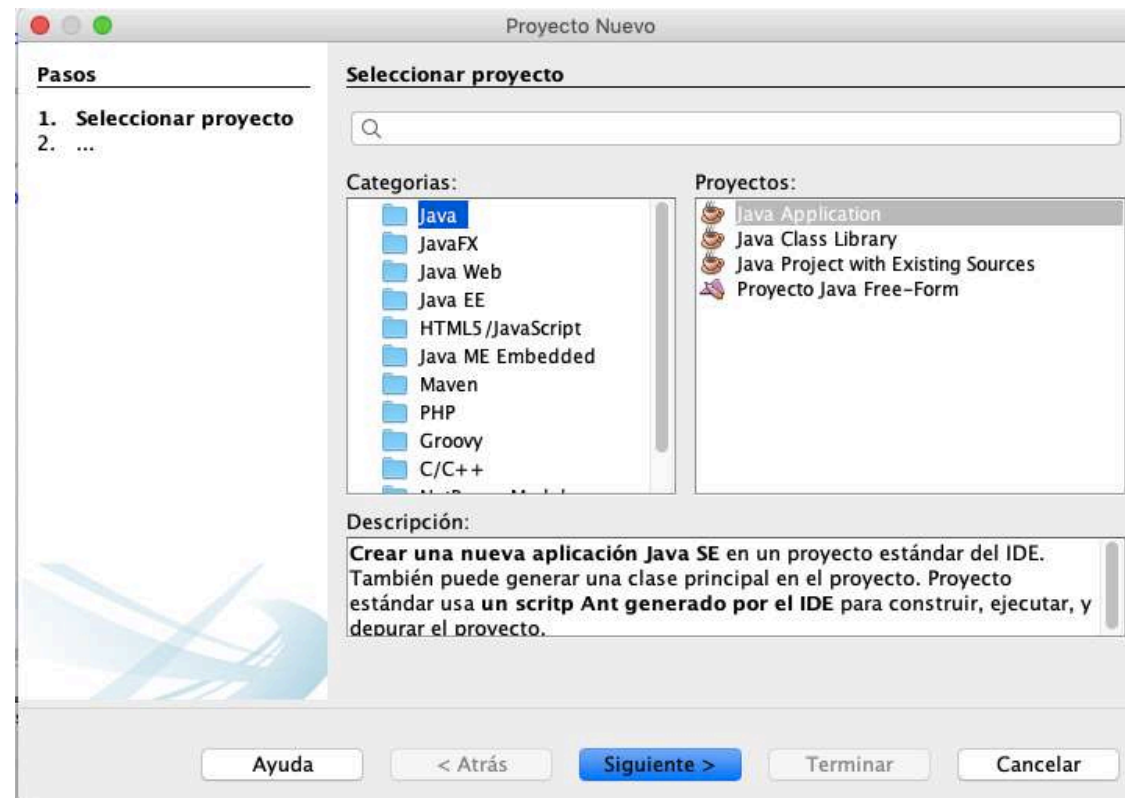 Proyecto Nuevo
Pasos
1. Seleccionar proyecto
2. ...
Seleccionar proyecto
Categorias:
Java
JavaFX
Java Web
Java EE
HTML5/JavaScript
Java ME Embedded
Maven
PHP
Groovy
C/C++
Proyectos:
Java Application
Java Class Library
Java Project with Existing Sources
Proyecto Java Free-Form
Descripción:
Crear una nueva aplicación Java SE en un proyecto estándar del IDE.
También puede generar una clase principal en el proyecto. Proyecto
estándar usa un scritp Ant generado por el IDE para construir, ejecutar, y
depurar el proyecto.
Ayuda
< Atrás
Siguiente >
Terminar
Cancelar